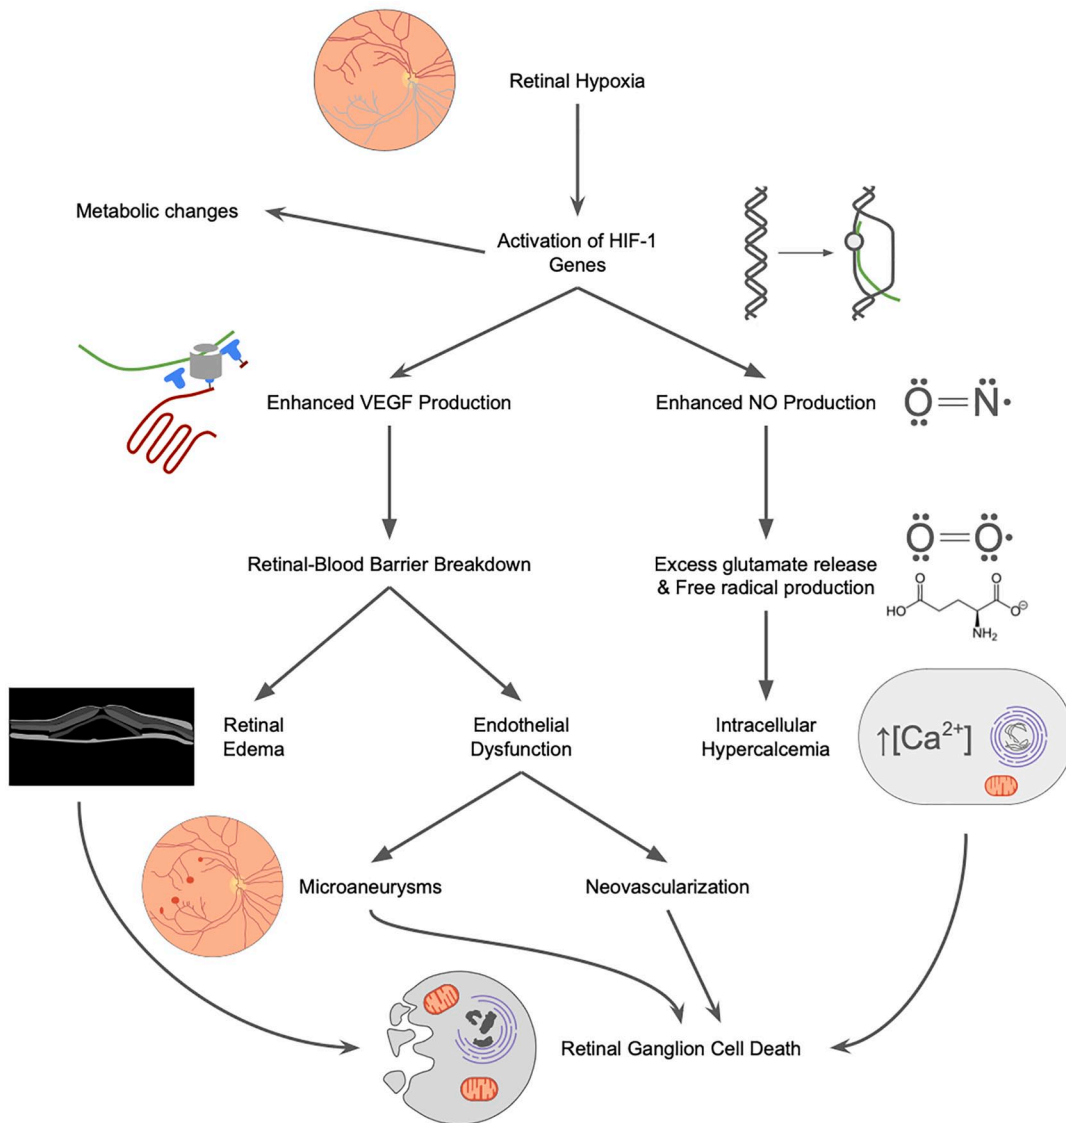 Retinal Hypoxia
Metabolic changes
Activation of HIF-1
Genes
Enhanced VEGF Production
Enhanced NO Production
O=N
Retinal-Blood Barrier Breakdown
Excess glutamate release
& Free radical production
O=O
O
O
HO
O⊖
NH₂
Retinal
Edema
Endothelial
Dysfunction
Intracellular
Hypercalcemia
↑[Ca²⁺]
Microaneurysms
Neovascularization
Retinal Ganglion Cell Death